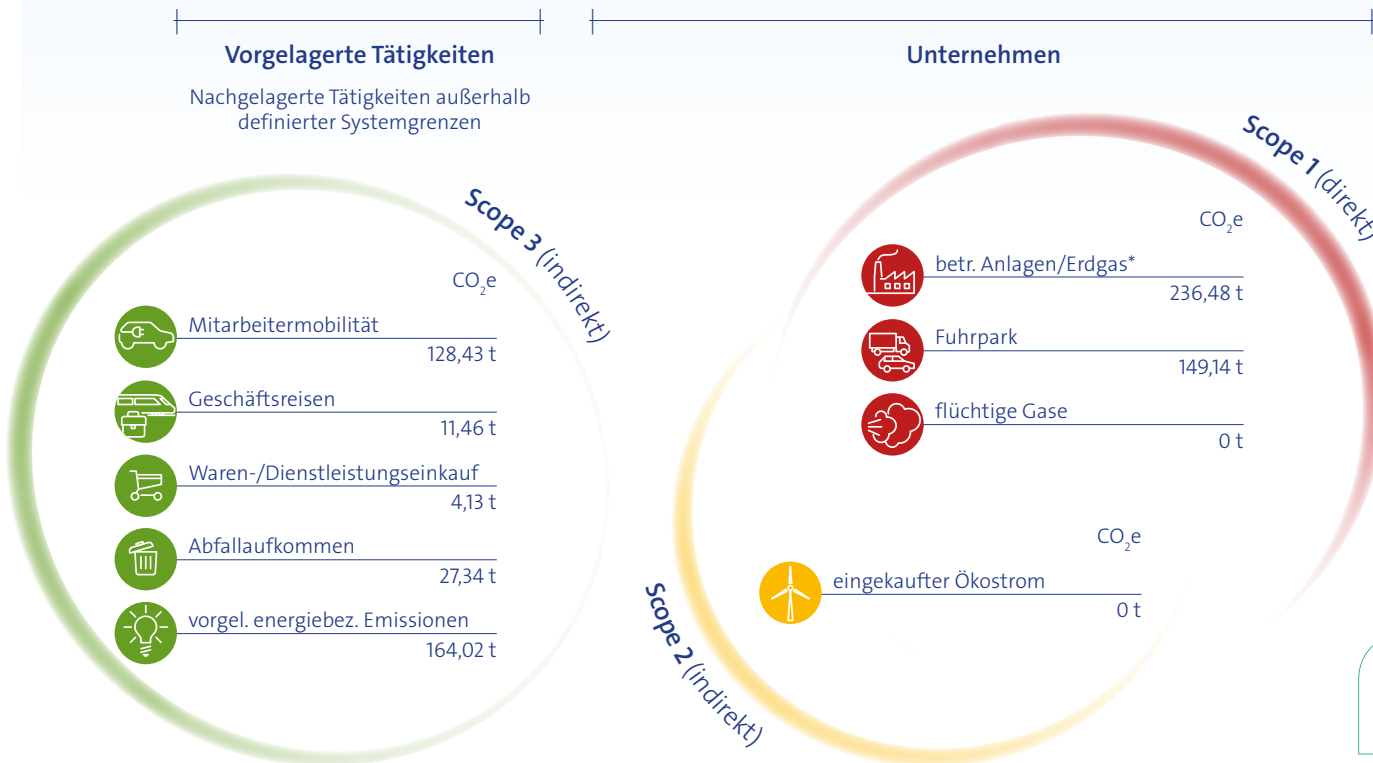 Vorgelagerte Tätigkeiten
Nachgelagerte Tätigkeiten außerhalb
definierter Systemgrenzen
Scope 3 (indirekt)
CO₂e
Mitarbeitermobilität
128,43 t
Geschäftsreisen
11,46 t
Waren-/Dienstleistungseinkauf
4,13 t
Abfallaufkommen
27,34 t
vorgel. energiebez. Emissionen
164,02 t
Unternehmen
Scope 1 (direkt)
CO₂e
betr. Anlagen/Erdgas*
236,48 t
Fuhrpark
149,14 t
flüchtige Gase
0 t
Scope 2 (indirekt)
CO₂e
eingekaufter Ökostrom
0 t